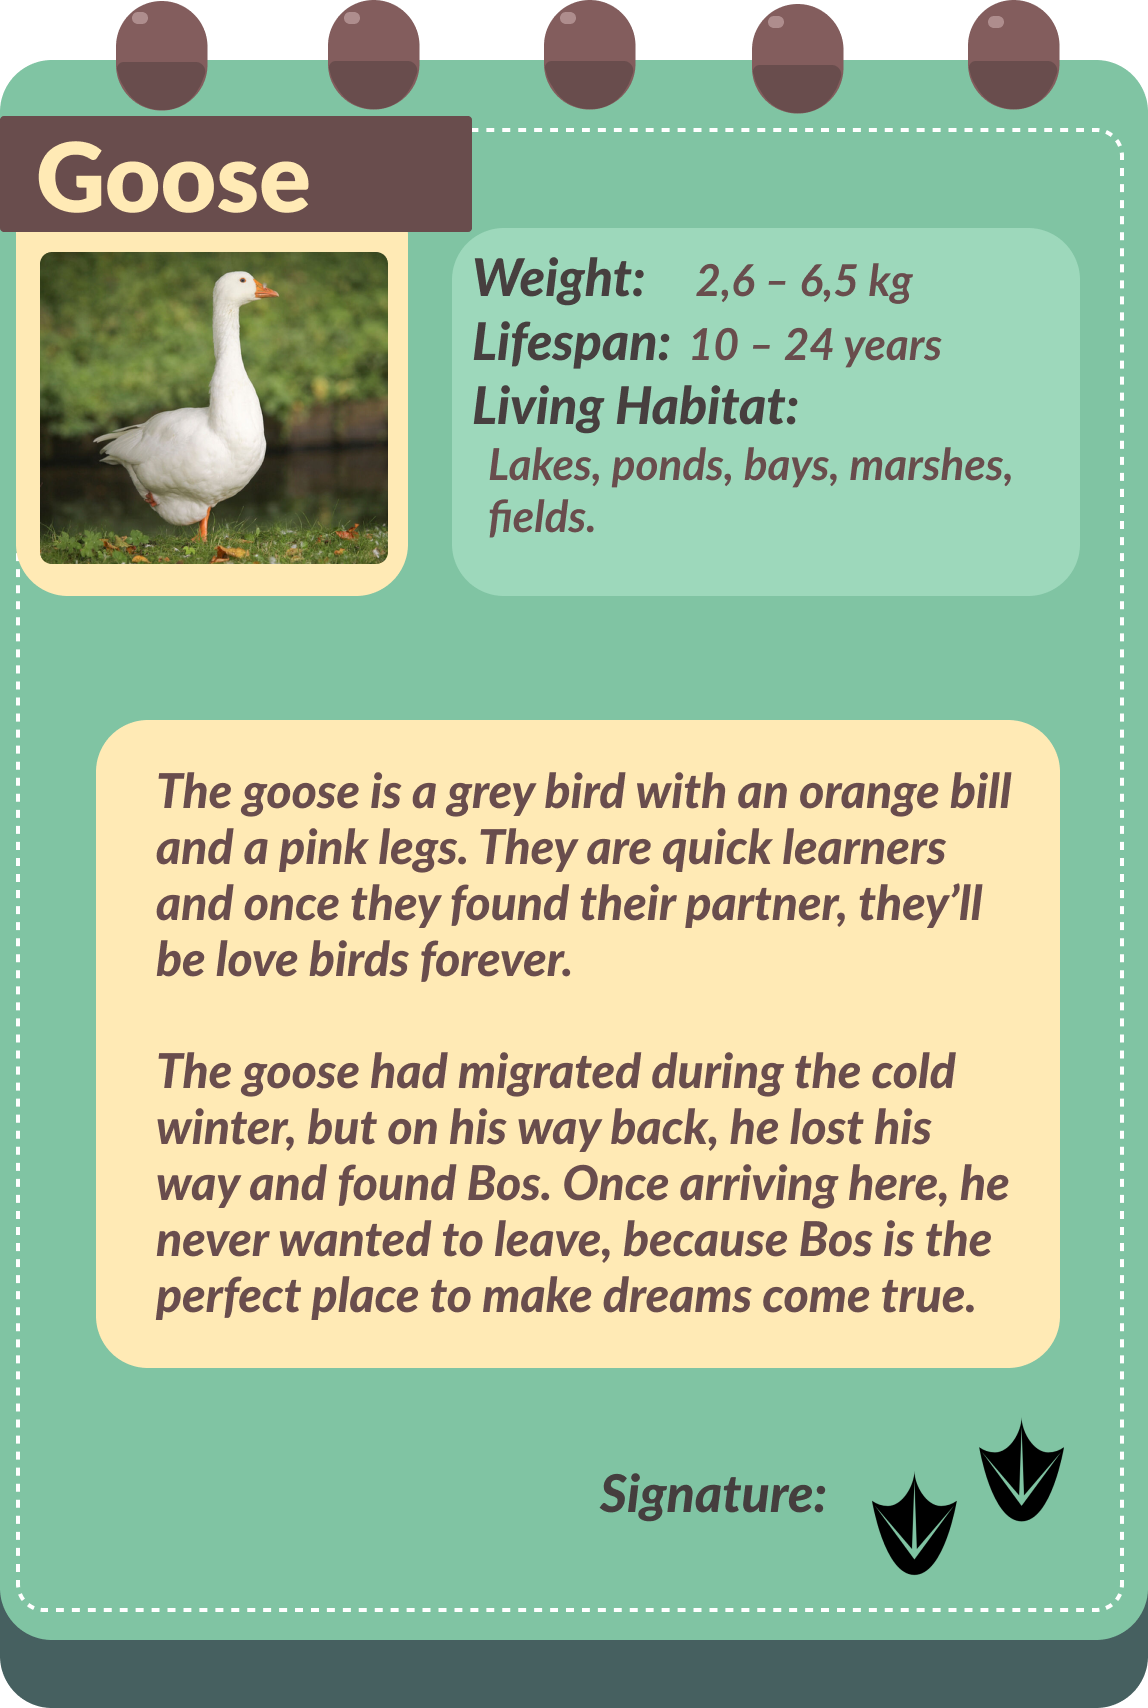 Goose
Weight: 2,6 – 6,5 kg
Lifespan: 10 – 24 years
Living Habitat:
Lakes, ponds, bays, marshes,
fields.
The goose is a grey bird with an orange bill
and a pink legs. They are quick learners
and once they found their partner, they’ll
be love birds forever.
The goose had migrated during the cold
winter, but on his way back, he lost his
way and found Bos. Once arriving here, he
never wanted to leave, because Bos is the
perfect place to make dreams come true.
Signature: